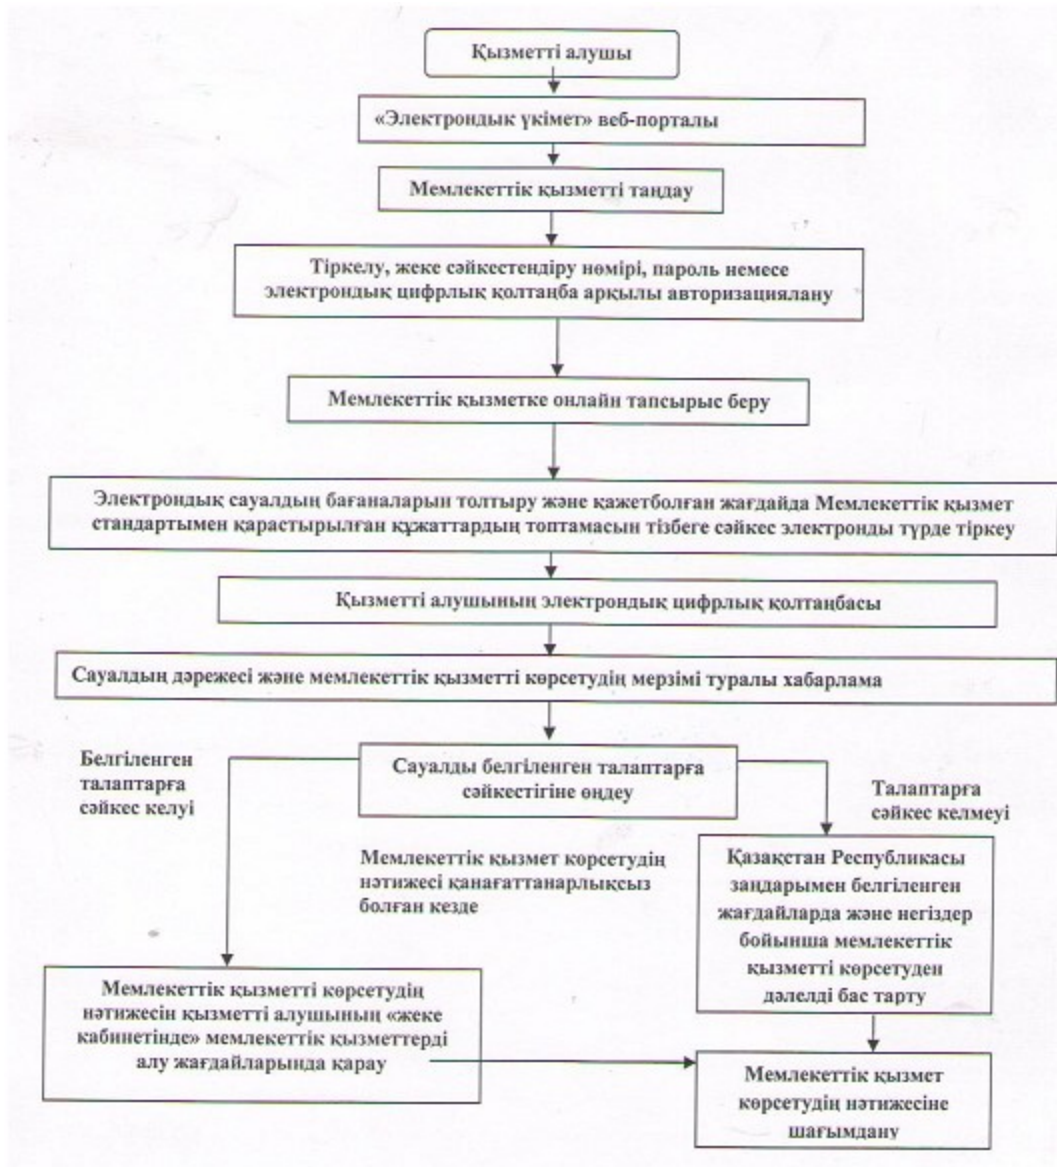 Қызметті алушы
«Электрондык үкімет» веб-порталы
Мемлекеттік қызметті таңдау
Тіркелу, жеке сәйкестендіру нөмірі, пароль немесе
электрондық цифрлық қолтаңба арқылы авторизациялану
Мемлекеттік қызметке онлайн тапсырыс беру
Электрондық сауалдың бағаналарын толтыру және қажетболған жағдайда Мемлекеттік қызмет
стандартымен қарастырылған құжаттардың топтамасын тізбеге сәйкес электронды түрде тіркеу
Қызметті алушының электрондық цифрлық қолтаңбасы
Сауалдың дәрежесі және мемлекеттік қызметті көрсетудің мерзімі туралы хабарлама
Белгіленген
талаптарға
сәйкес келуі
Сауалды белгіленген талаптарға
сәйкестігіне өңдеу
Талаптарға
сәйкес келмеуі
Мемлекеттік қызмет көрсетудің
нәтижесі қанағаттанарлықсыз
болған кезде
Қазақстан Республикасы
заңдарымен белгіленген
жағдайларда және негіздер
бойынша мемлекеттік
қызметті көрсетуден
дәлелді бас тарту
Мемлекеттік қызметті көрсетудің
нәтижесін қызметті алушының «жеке
кабинетінде» мемлекеттік қызметтерді
алу жағдайларында қарау
Мемлекеттік қызмет
көрсетудің нәтижесіне
шағымдану